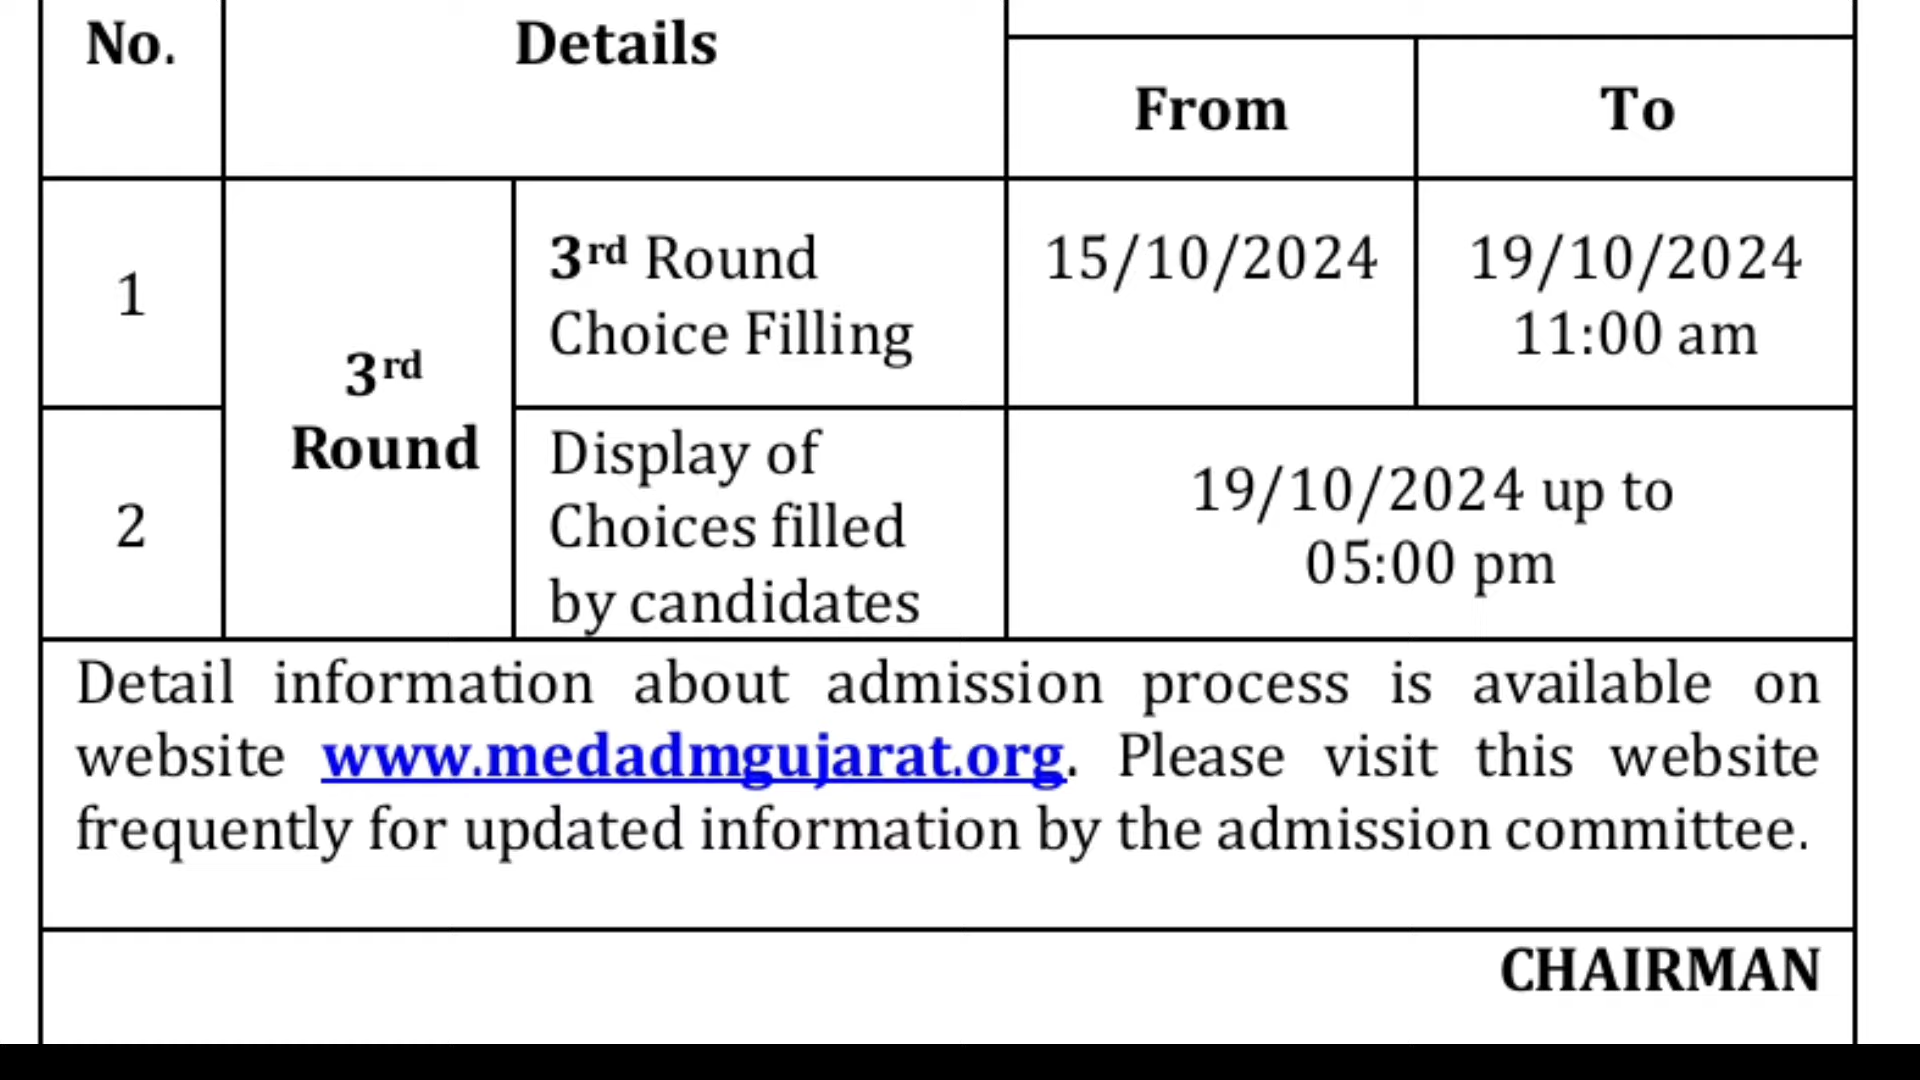 No.
Details
From
To
1
3rd
Round
3rd Round
Choice Filling
15/10/2024
19/10/2024
11:00 am
2
Display of
Choices filled
by candidates
19/10/2024 up to
05:00 pm
Detail information about admission process is available on
website www.medadmgujarat.org. Please visit this website
frequently for updated information by the admission committee.
CHAIRMAN